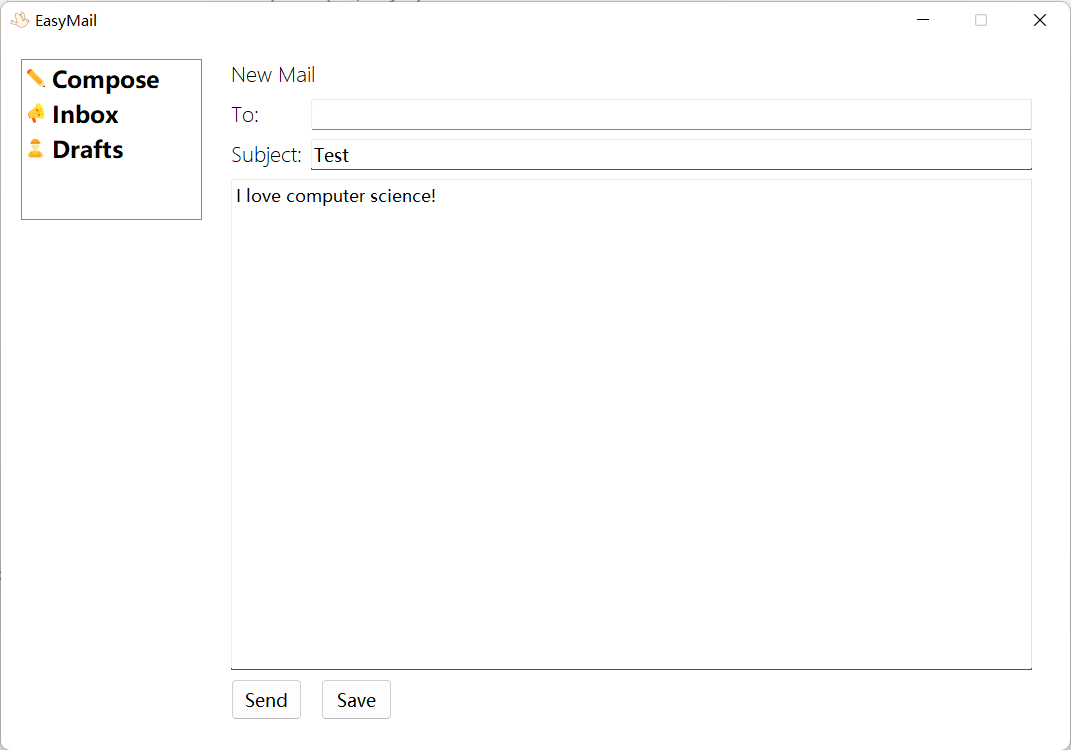 EasyMail
Compose
Inbox
Drafts
New Mail
To:
Subject: Test
I love computer science!
Send Save